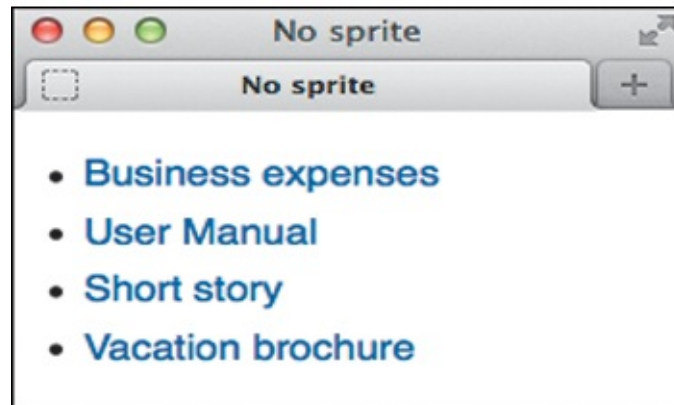 No sprite
No sprite
Business expenses
User Manual
Short story
Vacation brochure